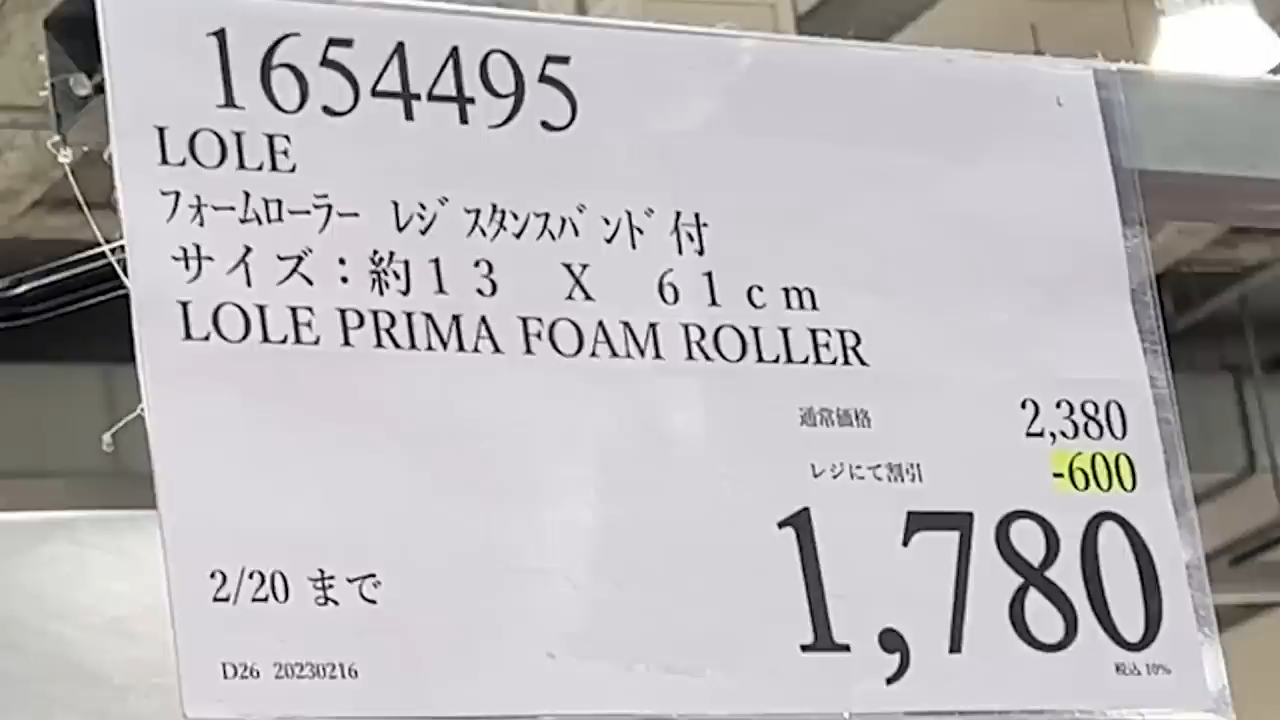 1654495
LOLE
フォームローラー レジスタンスバンド付
サイズ：約１３　X　６１ｃｍ
LOLE PRIMA FOAM ROLLER
通常価格 2,380
レジにて割引 -600
1,780
2/20 まで
D26 20230216
税込 10%